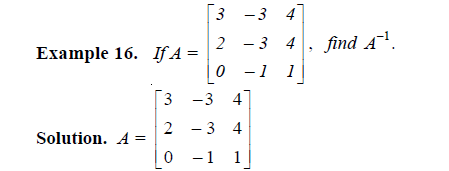 Example 16. If A = [3 -3 4
2 - 3 4
0 - 1 1], find A⁻¹.
Solution. A = [3 -3 4
2 - 3 4
0 -1 1]